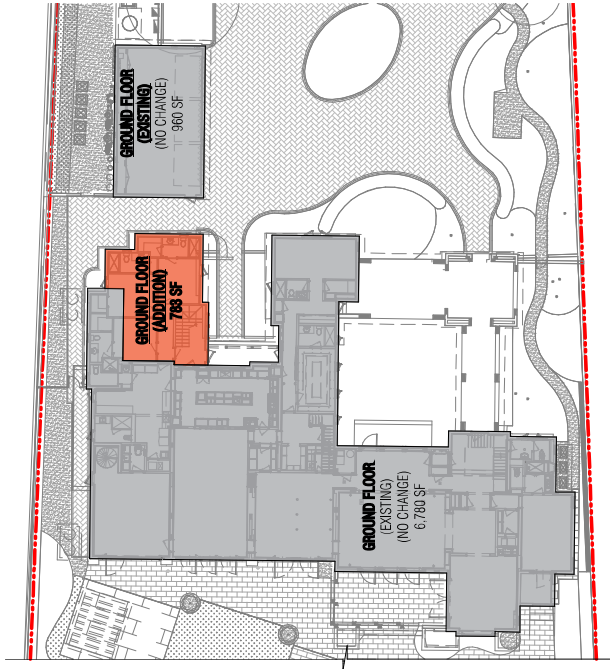 GROUND FLOOR
(EXISTING)
(NO CHANGE)
960 SF
GROUND FLOOR
(ADDITION)
783 SF
GROUND FLOOR
(EXISTING)
(NO CHANGE)
6,780 SF